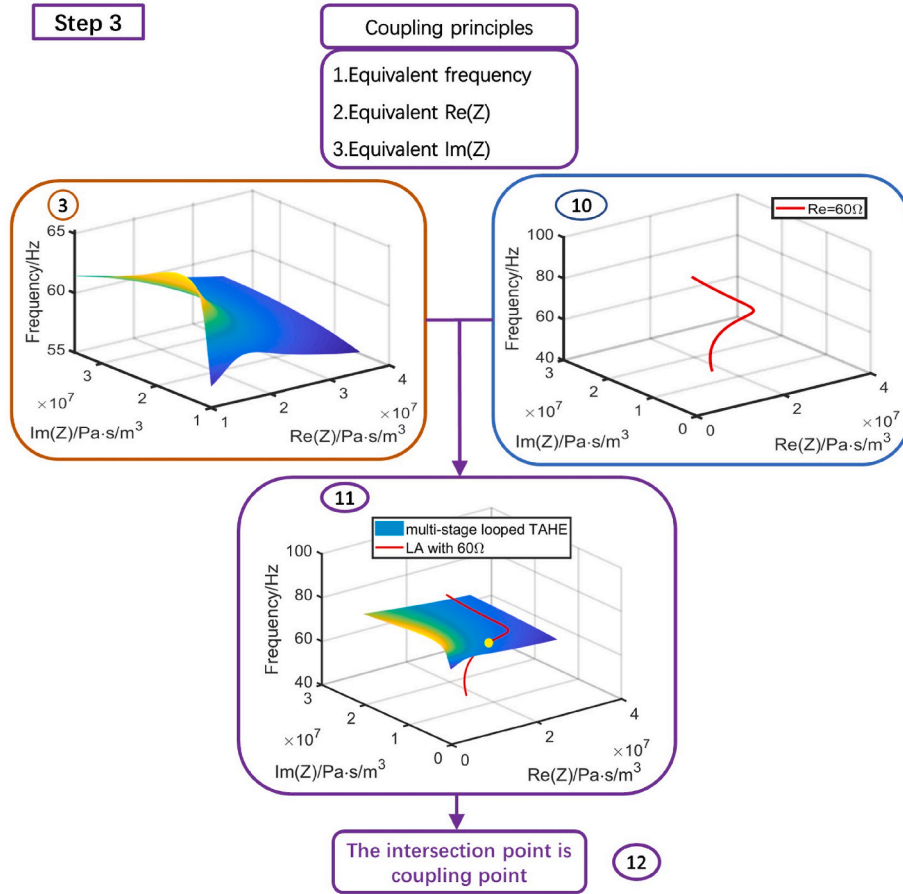 Step 3
Coupling principles
1.Equivalent frequency
2.Equivalent Re(Z)
3.Equivalent Im(Z)
3
Frequency/Hz
65
60
55
3
2
1
×10⁷
Im(Z)/Pa·s/m³
1
2
3
4
×10⁷
Re(Z)/Pa·s/m³
10
Re=60Ω
Frequency/Hz
100
80
60
40
3
2
1
0
×10⁷
Im(Z)/Pa·s/m³
0
2
4
×10⁷
Re(Z)/Pa·s/m³
11
multi-stage looped TAHE
LA with 60Ω
Frequency/Hz
100
80
60
40
3
2
1
0
×10⁷
Im(Z)/Pa·s/m³
0
2
4
×10⁷
Re(Z)/Pa·s/m³
The intersection point is
coupling point
12